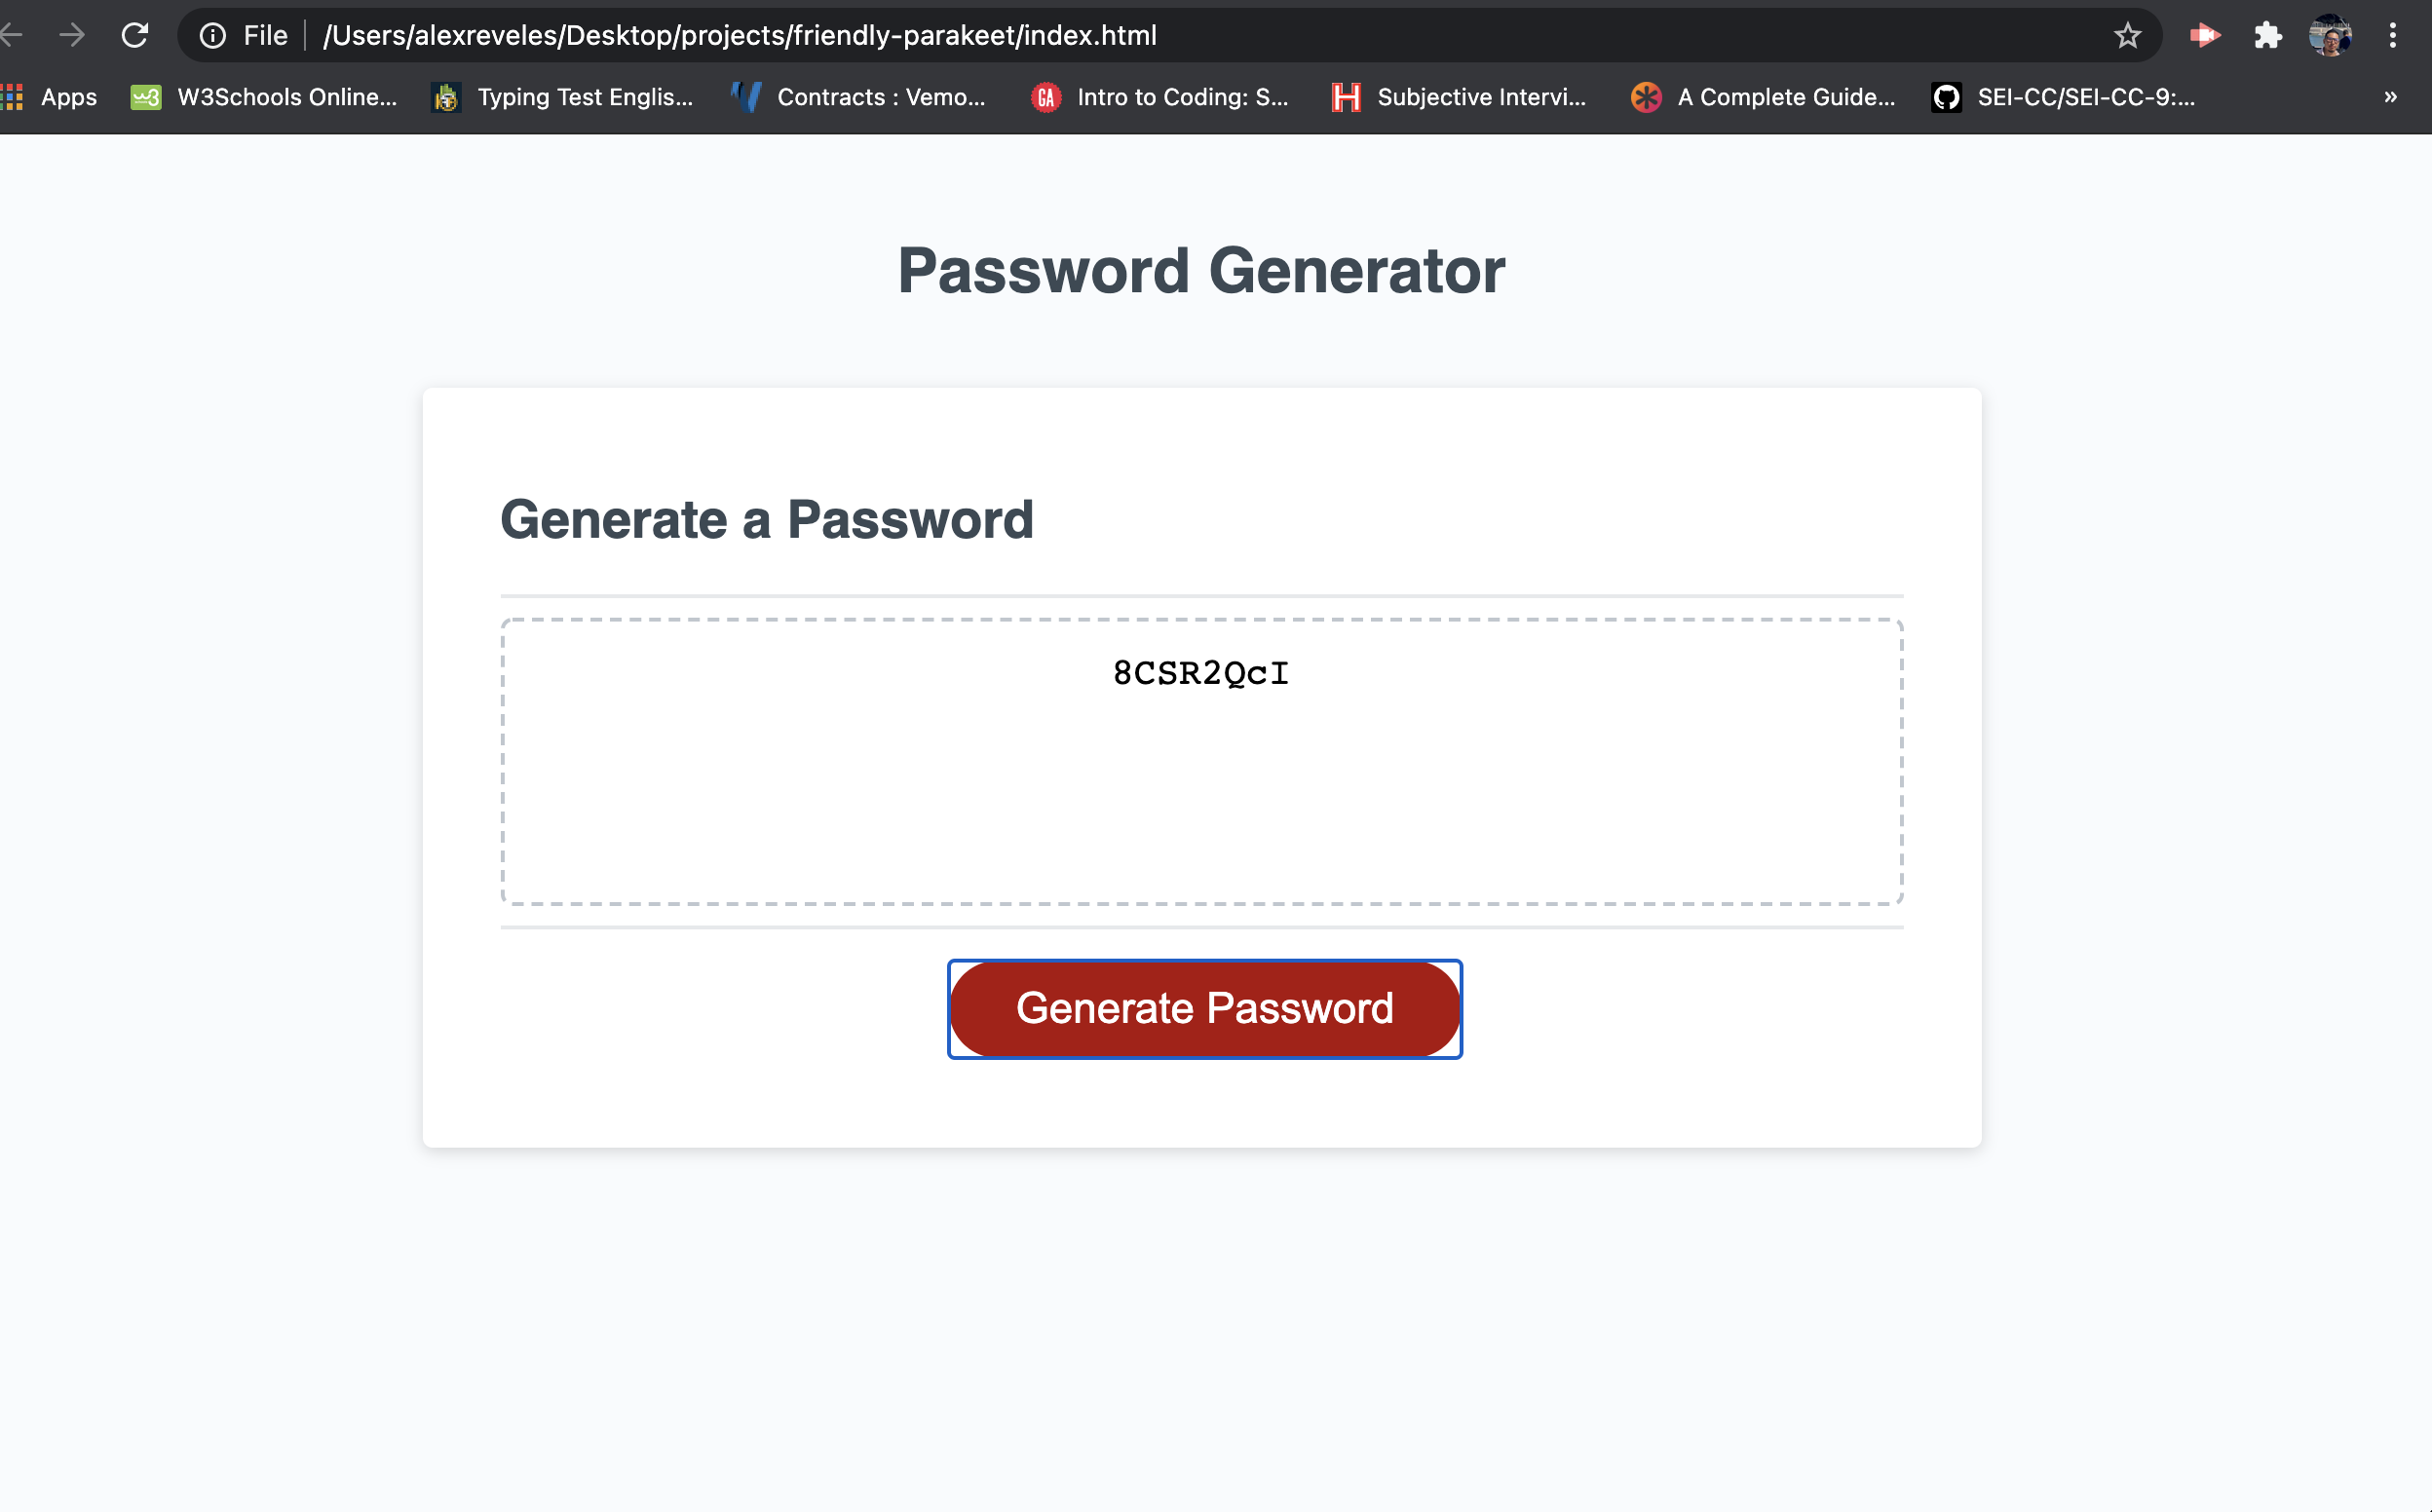 File | /Users/alexreveles/Desktop/projects/friendly-parakeet/index.html
Apps W3Schools Online... Typing Test Englis... Contracts : Vemo... GA Intro to Coding: S... Subjective Intervi... A Complete Guide... SEI-CC/SEI-CC-9:... »
Password Generator
Generate a Password
8CSR2QcI
Generate Password